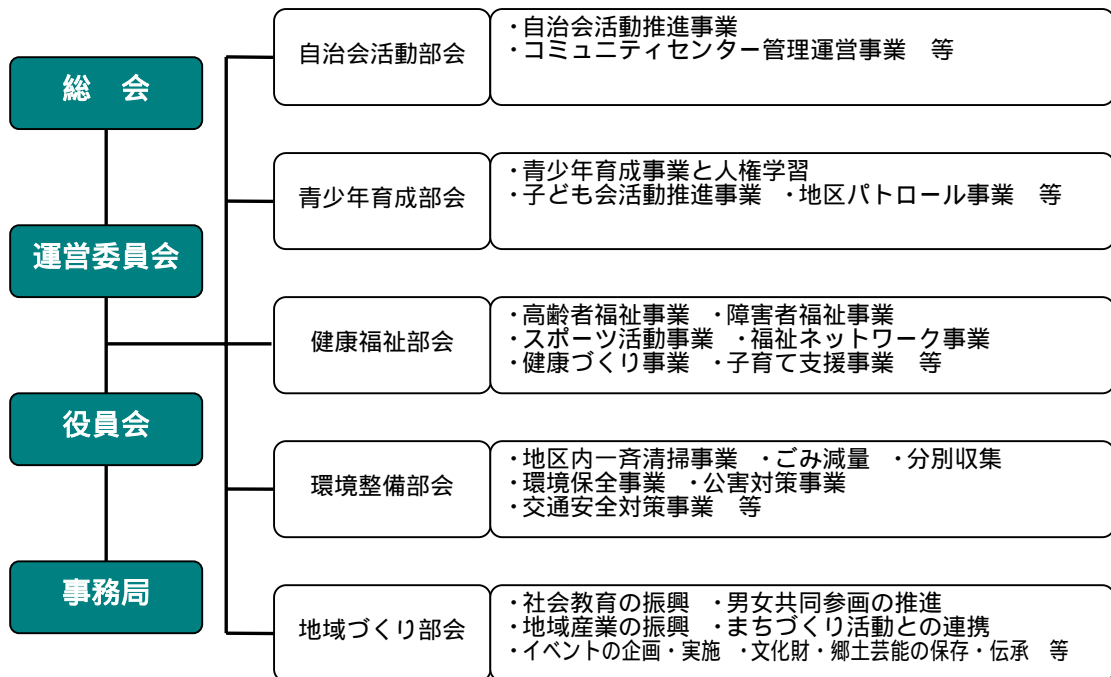 総　会
運営委員会
役員会
事務局
自治会活動部会
・自治会活動推進事業
・コミュニティセンター管理運営事業　等
青少年育成部会
・青少年育成事業と人権学習
・子ども会活動推進事業　・地区パトロール事業　等
健康福祉部会
・高齢者福祉事業　・障害者福祉事業
・スポーツ活動事業　・福祉ネットワーク事業
・健康づくり事業　・子育て支援事業　等
環境整備部会
・地区内一斉清掃事業　・ごみ減量　・分別収集
・環境保全事業　・公害対策事業
・交通安全対策事業　等
地域づくり部会
・社会教育の振興　・男女共同参画の推進
・地域産業の振興　・まちづくり活動との連携
・イベントの企画・実施　・文化財・郷土芸能の保存・伝承　等